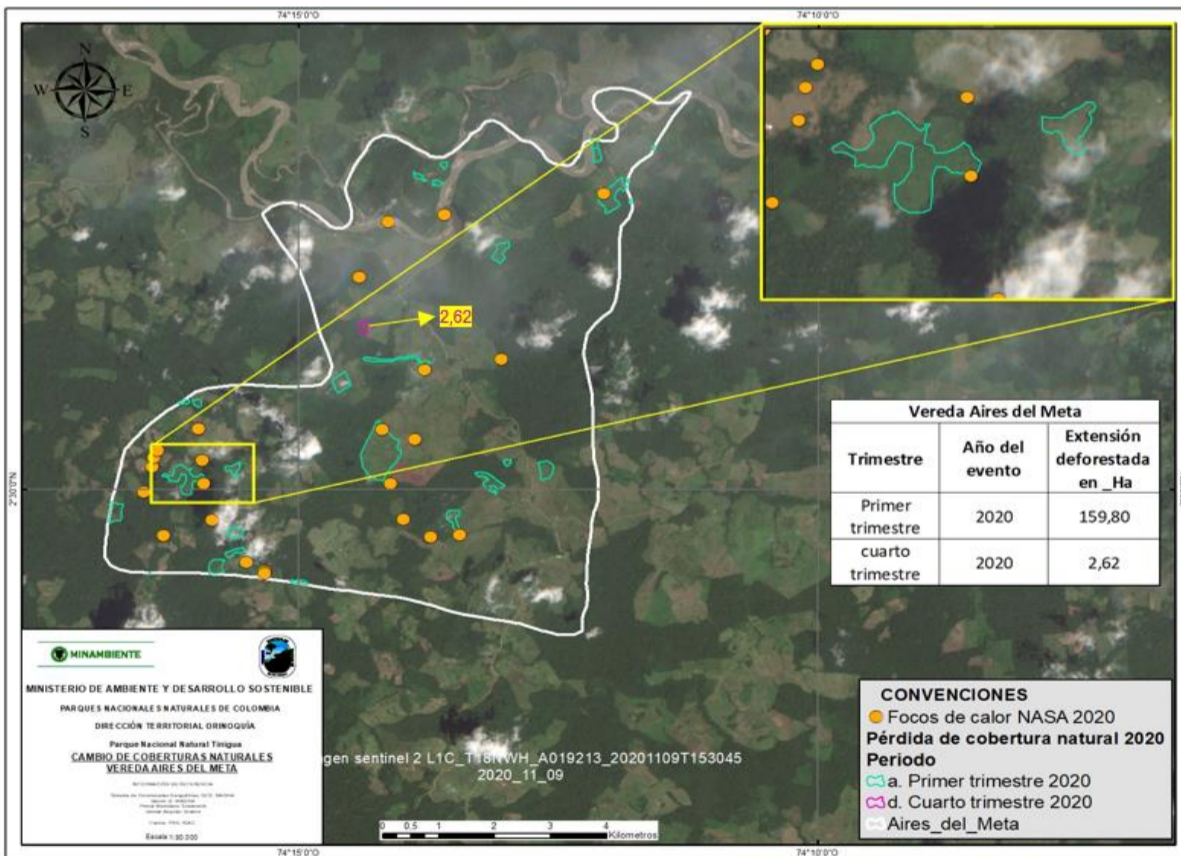 74°15'0"O
74°10'0"O
N
W E
S
2,62
2°30'0"N
Vereda Aires del Meta
Trimestre
Año del evento
Extensión deforestada en _Ha
Primer trimestre
2020
159,80
cuarto trimestre
2020
2,62
MINAMBIENTE
MINISTERIO DE AMBIENTE Y DESARROLLO SOSTENIBLE
PARQUES NACIONALES NATURALES DE COLOMBIA
DIRECCIÓN TERRITORIAL ORINOQUÍA
Parque Nacional Natural Tinigua
CAMBIO DE COBERTURAS NATURALES
VEREDA AIRES DEL META
gen sentinel 2 L1C_T18NWH_A019213_20201109T153045
2020_11_09
CONVENCIONES
Focos de calor NASA 2020
Pérdida de cobertura natural 2020
Periodo
a. Primer trimestre 2020
d. Cuarto trimestre 2020
Aires_del_Meta
0 0.5 1 2 3 4
Kilometros
74°15'0"O
74°10'0"O